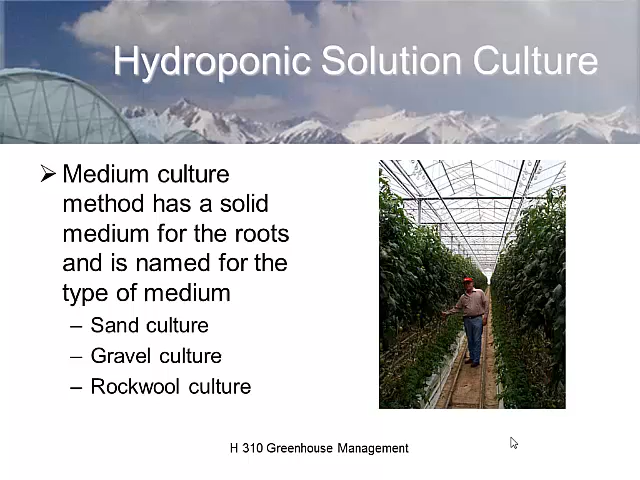 Hydroponic Solution Culture
➢ Medium culture
method has a solid
medium for the roots
and is named for the
type of medium
– Sand culture
– Gravel culture
– Rockwool culture
H 310 Greenhouse Management